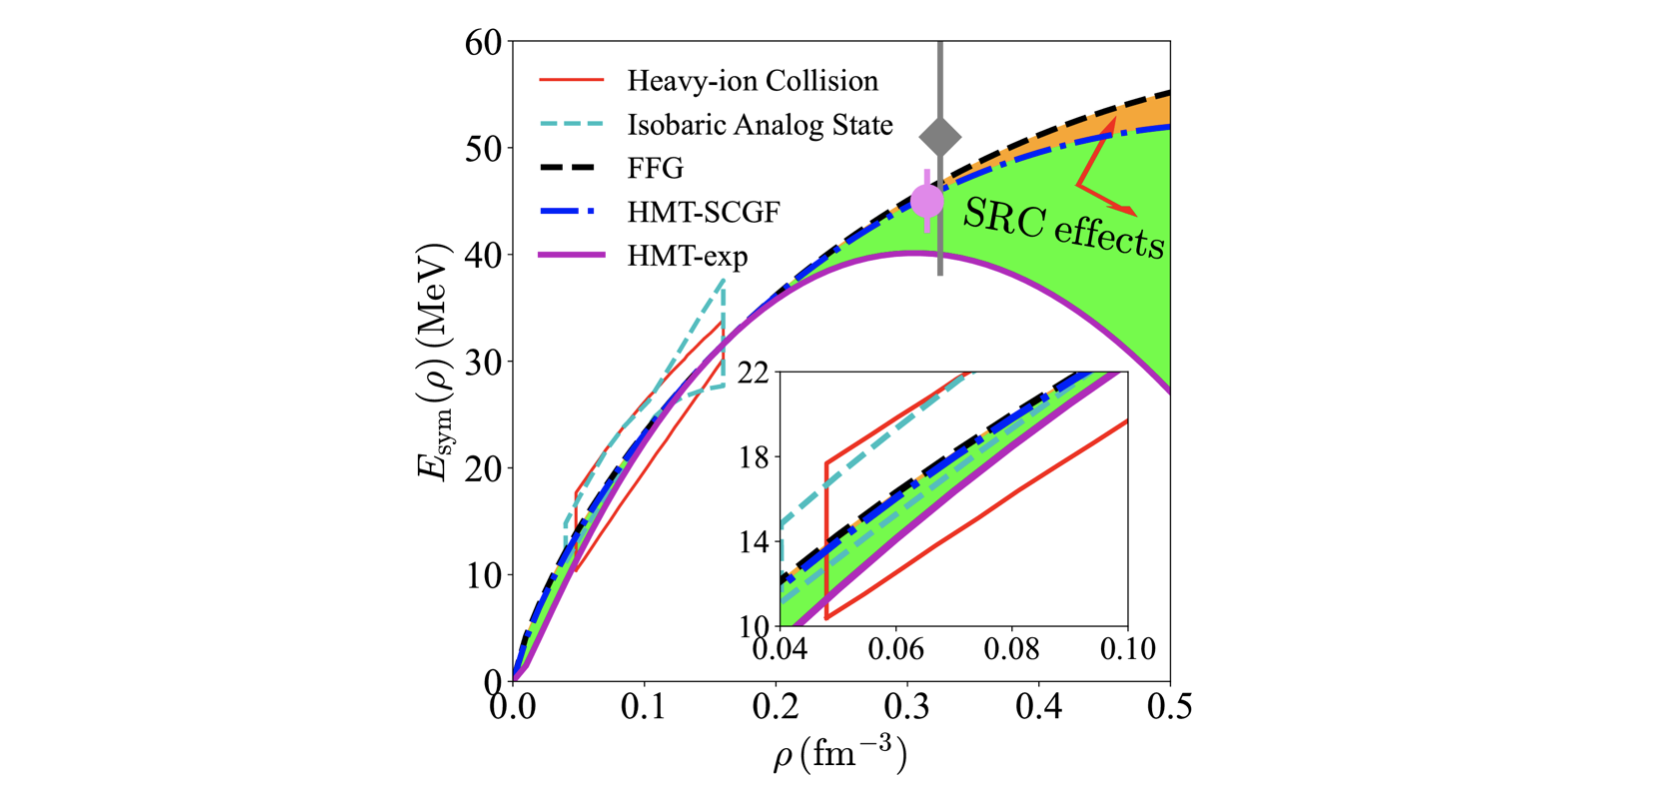 60
50
40
30
20
10
0
E_sym(ρ) (MeV)
Heavy-ion Collision
Isobaric Analog State
FFG
HMT-SCGF
HMT-exp
SRC effects
22
18
14
10
0.04 0.06 0.08 0.10
0.0 0.1 0.2 0.3 0.4 0.5
ρ (fm⁻³)